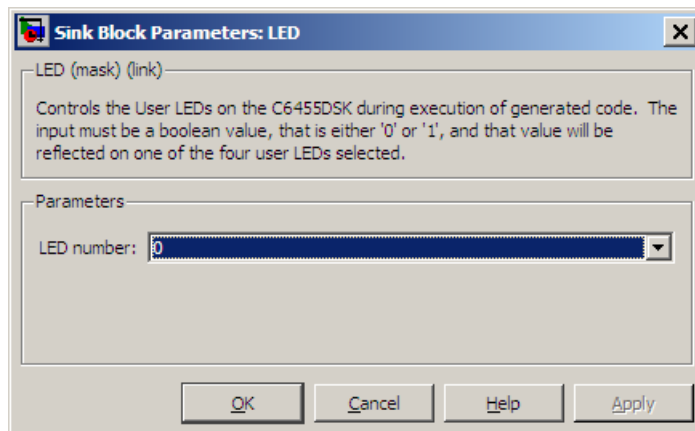 Sink Block Parameters: LED
LED (mask) (link)
Controls the User LEDs on the C6455DSK during execution of generated code. The
input must be a boolean value, that is either '0' or '1', and that value will be
reflected on one of the four user LEDs selected.
Parameters
LED number: 0
OK Cancel Help Apply